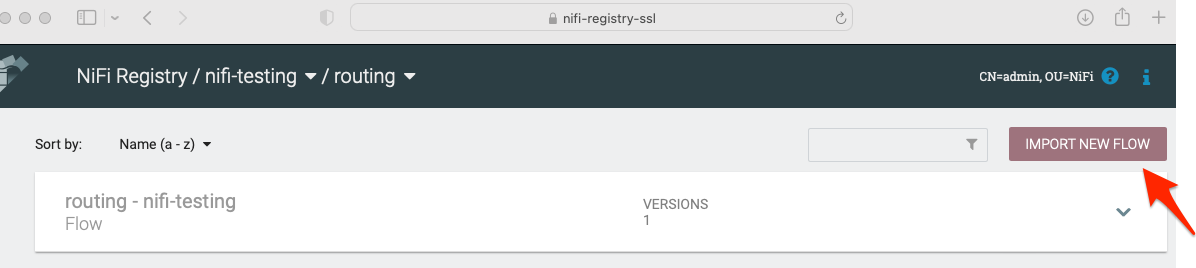 nifi-registry-ssl
NiFi Registry / nifi-testing / routing
CN=admin, OU=NiFi
Sort by: Name (a - z)
IMPORT NEW FLOW
routing - nifi-testing
Flow
VERSIONS
1